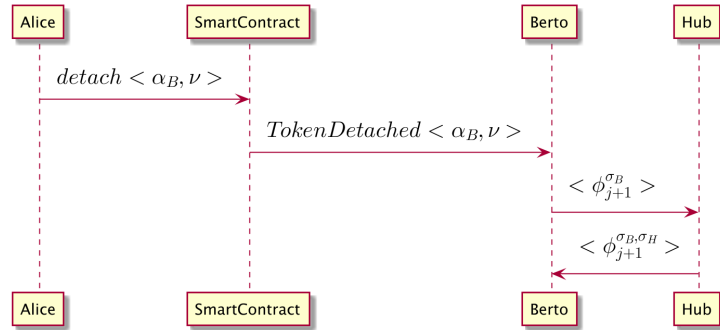 Alice SmartContract Berto Hub
detach < α_B, ν >
TokenDetached < α_B, ν >
< ϕ_{j+1}^{σ_B} >
< ϕ_{j+1}^{σ_B,σ_H} >
Alice SmartContract Berto Hub